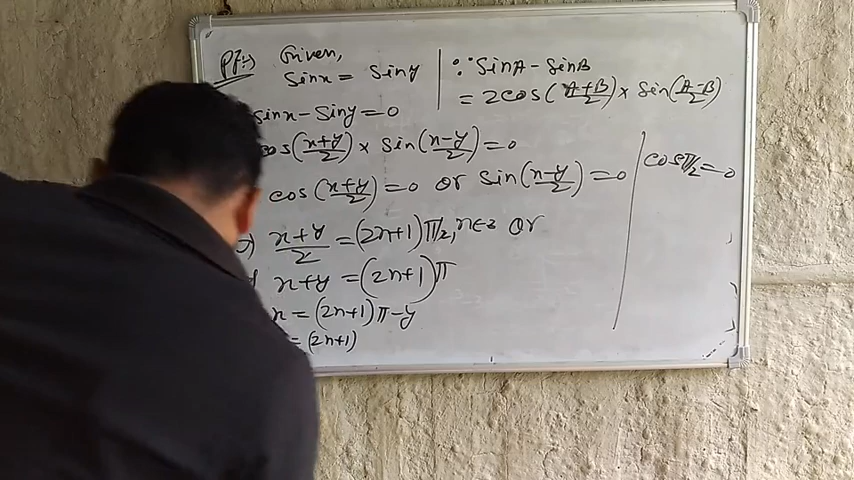 Pf:→ Given,
Sinx = Siny
∵ SinA - SinB
= 2cos(A+B/2) × Sin(A-B/2)
Sinx - Siny = 0
cos(x+y/2) × Sin(x-y/2) = 0
cos(x+y/2) = 0 or Sin(x-y/2) = 0
cos π/2 = 0
x+y/2 = (2n+1)π/2, n∈z or
x+y = (2n+1)π
x = (2n+1)π-y
= (2n+1)